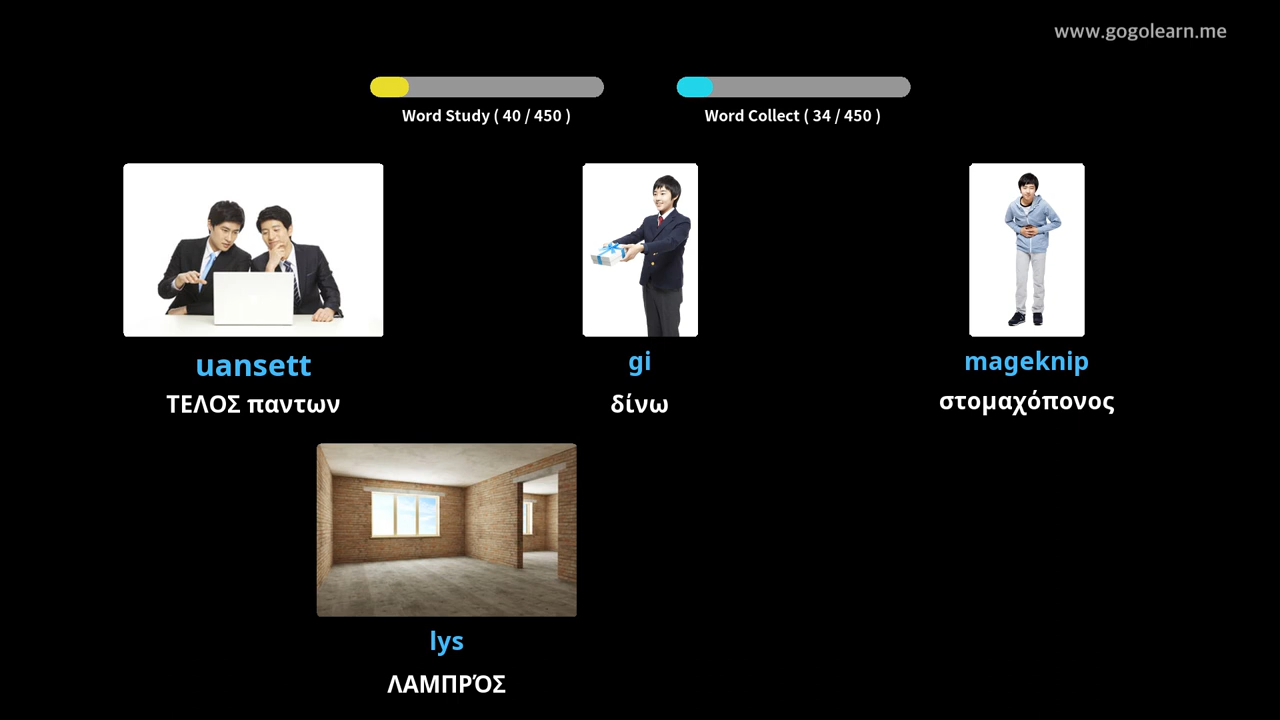 www.gogolearn.me
Word Study ( 40 / 450 )
Word Collect ( 34 / 450 )
uansett
ΤΕΛΟΣ παντων
gi
δίνω
mageknip
στομαχόπονος
lys
ΛΑΜΠΡΌΣ